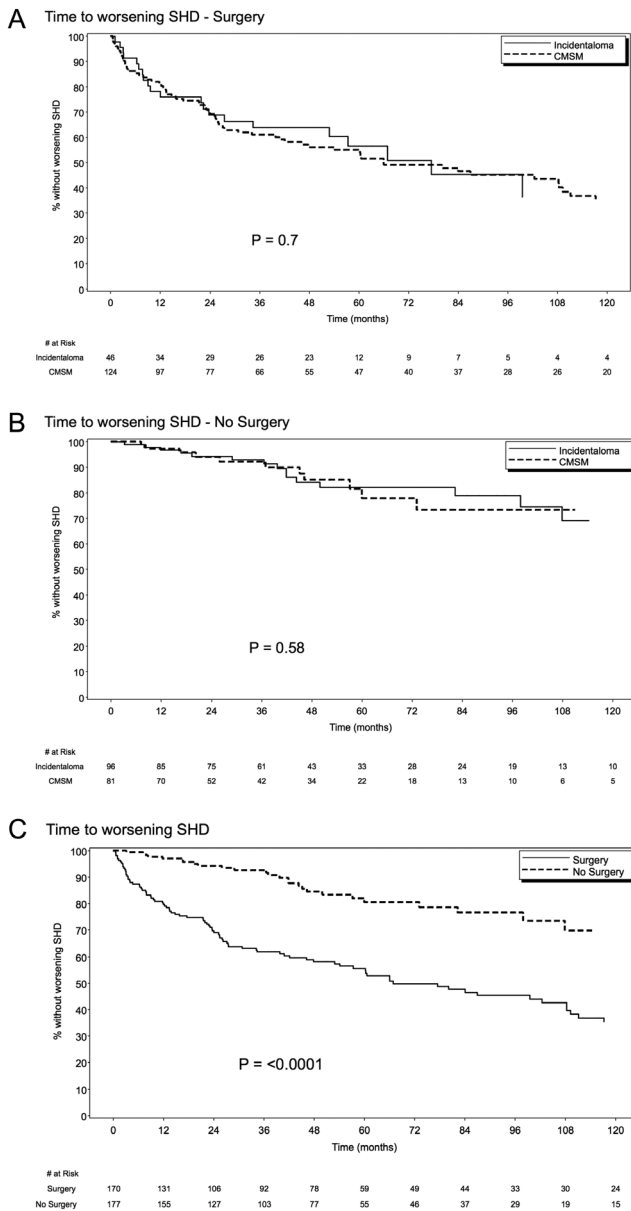 A Time to worsening SHD - Surgery
Incidentaloma
CMSM
100
90
80
70
60
50
40
30
20
10
0
% without worsening SHD
P = 0.7
0 12 24 36 48 60 72 84 96 108 120
Time (months)
# at Risk
Incidentaloma 46 34 29 26 23 12 9 7 5 4 4
CMSM 124 97 77 66 55 47 40 37 28 26 20
B Time to worsening SHD - No Surgery
Incidentaloma
CMSM
100
90
80
70
60
50
40
30
20
10
0
% without worsening SHD
P = 0.58
0 12 24 36 48 60 72 84 96 108 120
Time (months)
# at Risk
Incidentaloma 96 85 75 61 43 33 28 24 19 13 10
CMSM 81 70 52 42 34 22 18 13 10 6 5
C Time to worsening SHD
Surgery
No Surgery
100
90
80
70
60
50
40
30
20
10
0
% without worsening SHD
P = <0.0001
0 12 24 36 48 60 72 84 96 108 120
Time (months)
# at Risk
Surgery 170 131 106 92 78 59 49 44 33 30 24
No Surgery 177 155 127 103 77 55 46 37 29 19 15